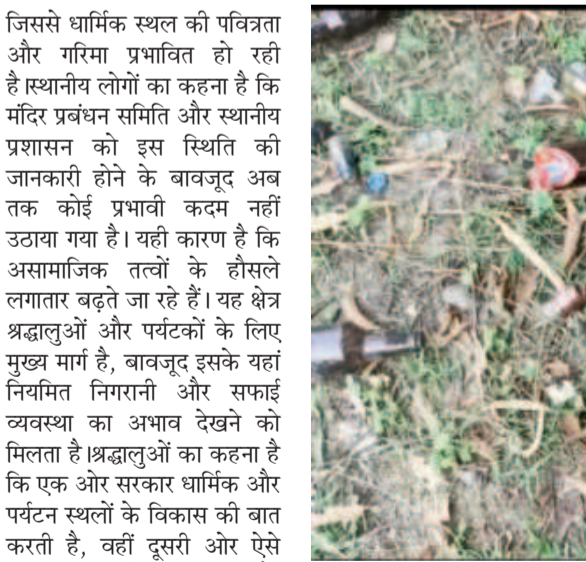 जिससे धार्मिक स्थल की पवित्रता
और गरिमा प्रभावित हो रही
है।स्थानीय लोगों का कहना है कि
मंदिर प्रबंधन समिति और स्थानीय
प्रशासन को इस स्थिति की
जानकारी होने के बावजूद अब
तक कोई प्रभावी कदम नहीं
उठाया गया है। यही कारण है कि
असामाजिक तत्वों के हौसले
लगातार बढ़ते जा रहे हैं। यह क्षेत्र
श्रद्धालुओं और पर्यटकों के लिए
मुख्य मार्ग है, बावजूद इसके यहां
नियमित निगरानी और सफाई
व्यवस्था का अभाव देखने को
मिलता है।श्रद्धालुओं का कहना है
कि एक ओर सरकार धार्मिक और
पर्यटन स्थलों के विकास की बात
करती है, वहीं दूसरी ओर ऐसे